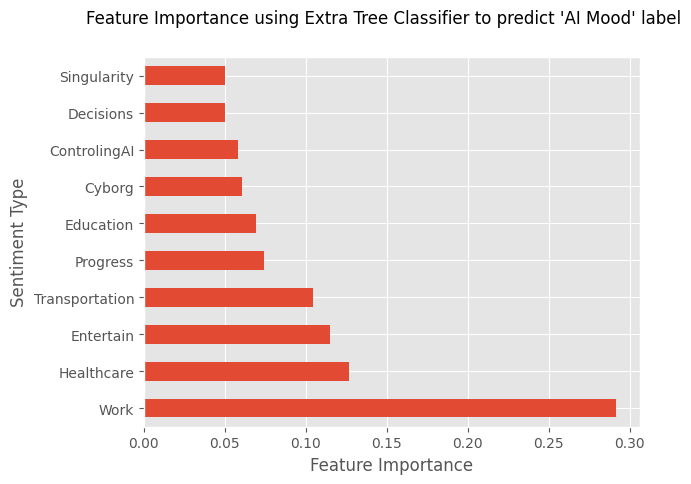 Feature Importance using Extra Tree Classifier to predict 'AI Mood' label
Sentiment Type
Singularity
Decisions
ControlingAI
Cyborg
Education
Progress
Transportation
Entertain
Healthcare
Work
0.00 0.05 0.10 0.15 0.20 0.25 0.30
Feature Importance